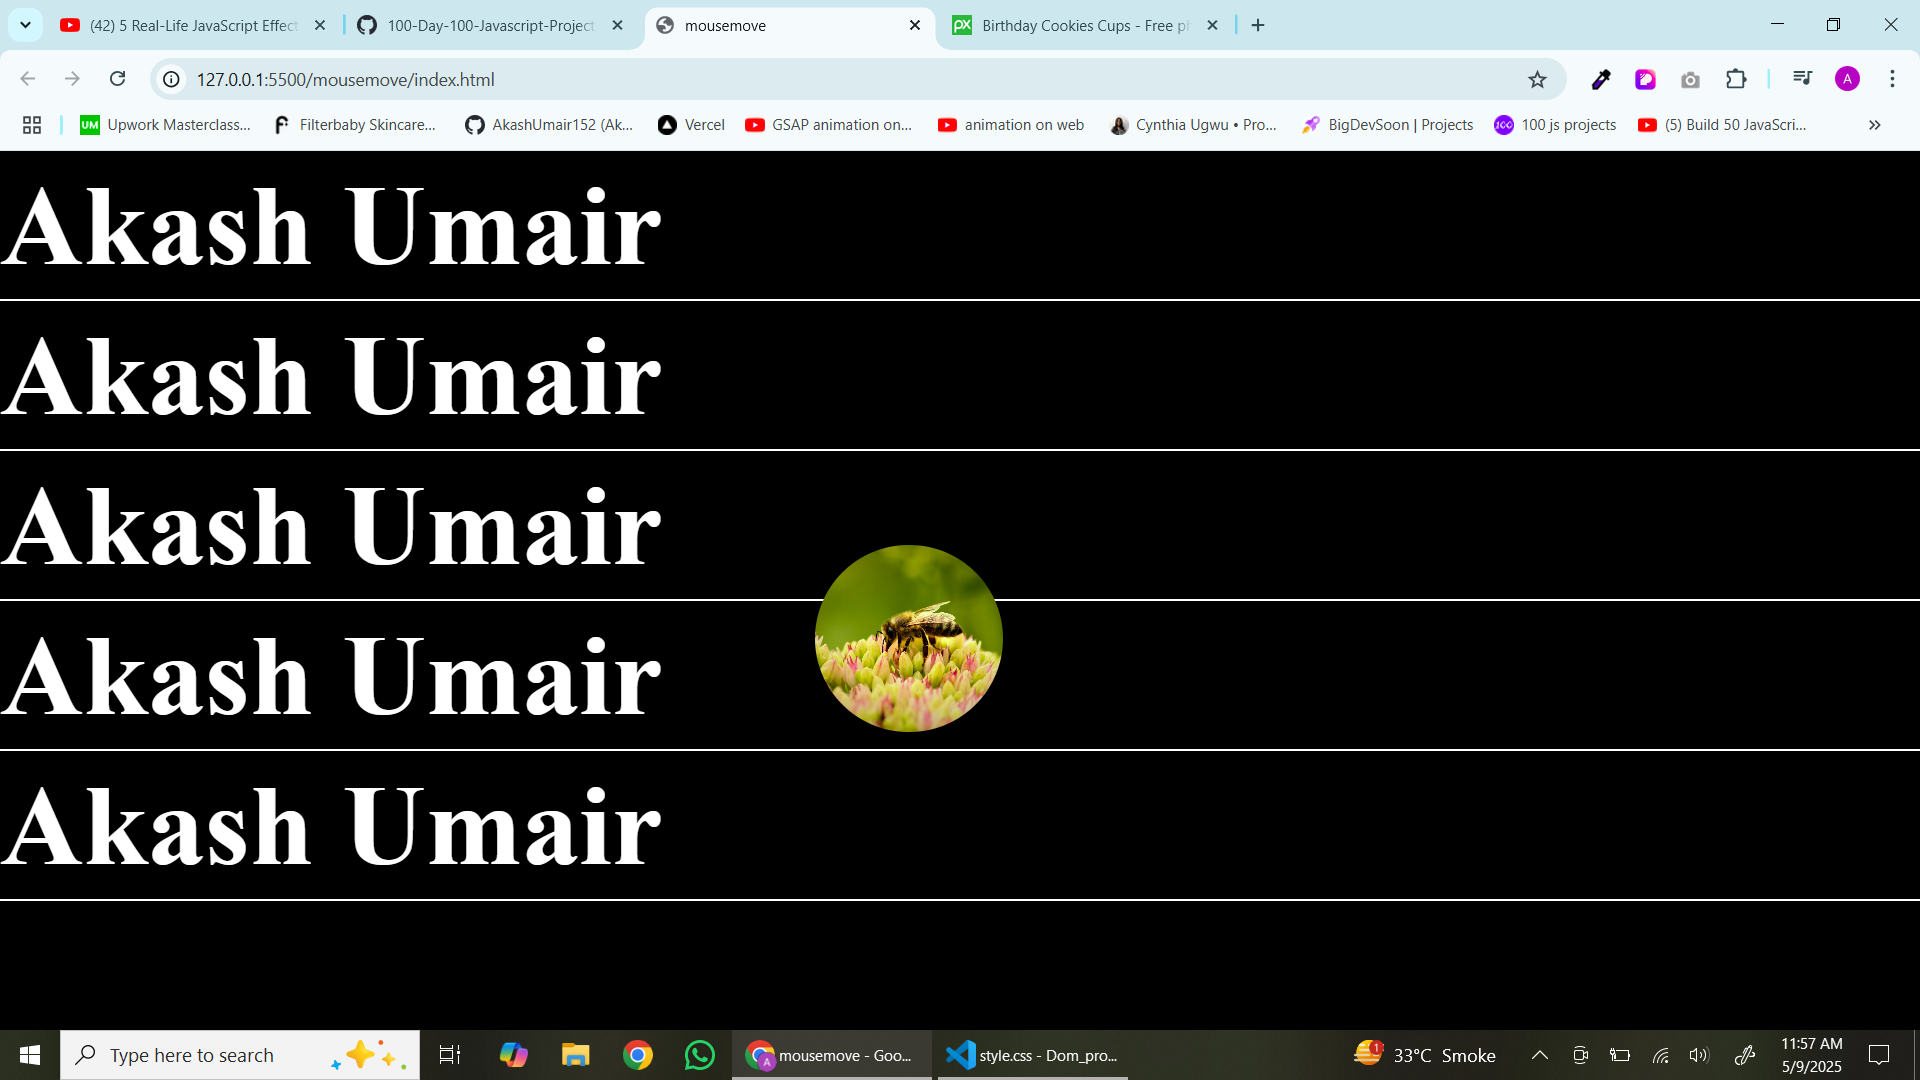 (42) 5 Real-Life JavaScript Effect
100-Day-100-Javascript-Project
mousemove
Birthday Cookies Cups - Free ph
127.0.0.1:5500/mousemove/index.html
A
UM Upwork Masterclass...
Filterbaby Skincare...
AkashUmair152 (Ak...
Vercel
GSAP animation on...
animation on web
Cynthia Ugwu • Pro...
BigDevSoon | Projects
100 100 js projects
(5) Build 50 JavaScri...
Akash Umair
Akash Umair
Akash Umair
Akash Umair
Akash Umair
Type here to search
A mousemove - Goo...
style.css - Dom_pro...
1 33°C Smoke
11:57 AM
5/9/2025